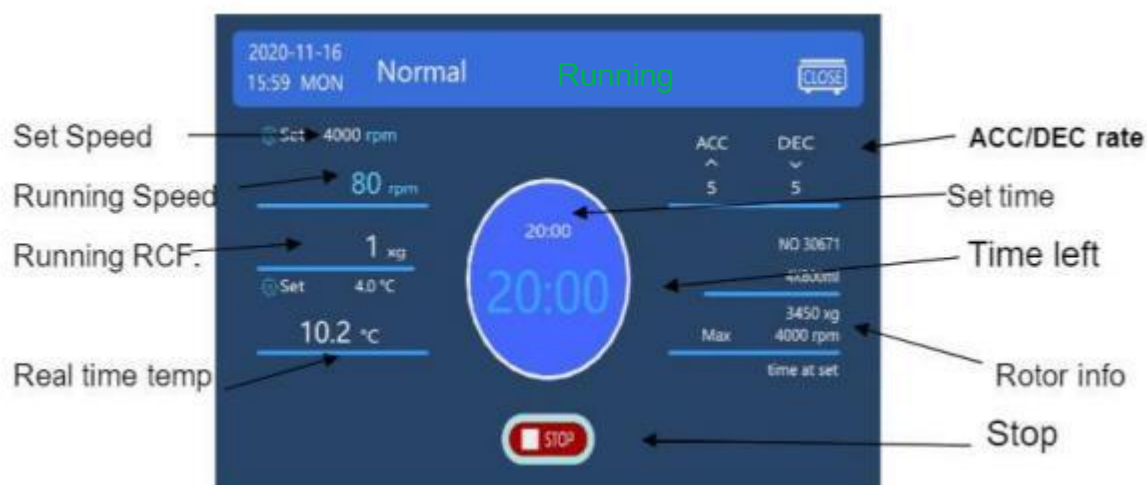 2020-11-16
15:59 MON
Normal
Running
CLOSE
Set Speed
Set 4000 rpm
Running Speed
80 rpm
Running RCF.
1 xg
Set 4.0 °C
10.2 °C
Real time temp
20:00
20:00
STOP
ACC DEC
5 5
ACC/DEC rate
Set time
NO 30671
Time left
4X800ml
3450 xg
Max 4000 rpm
time at set
Rotor info
Stop